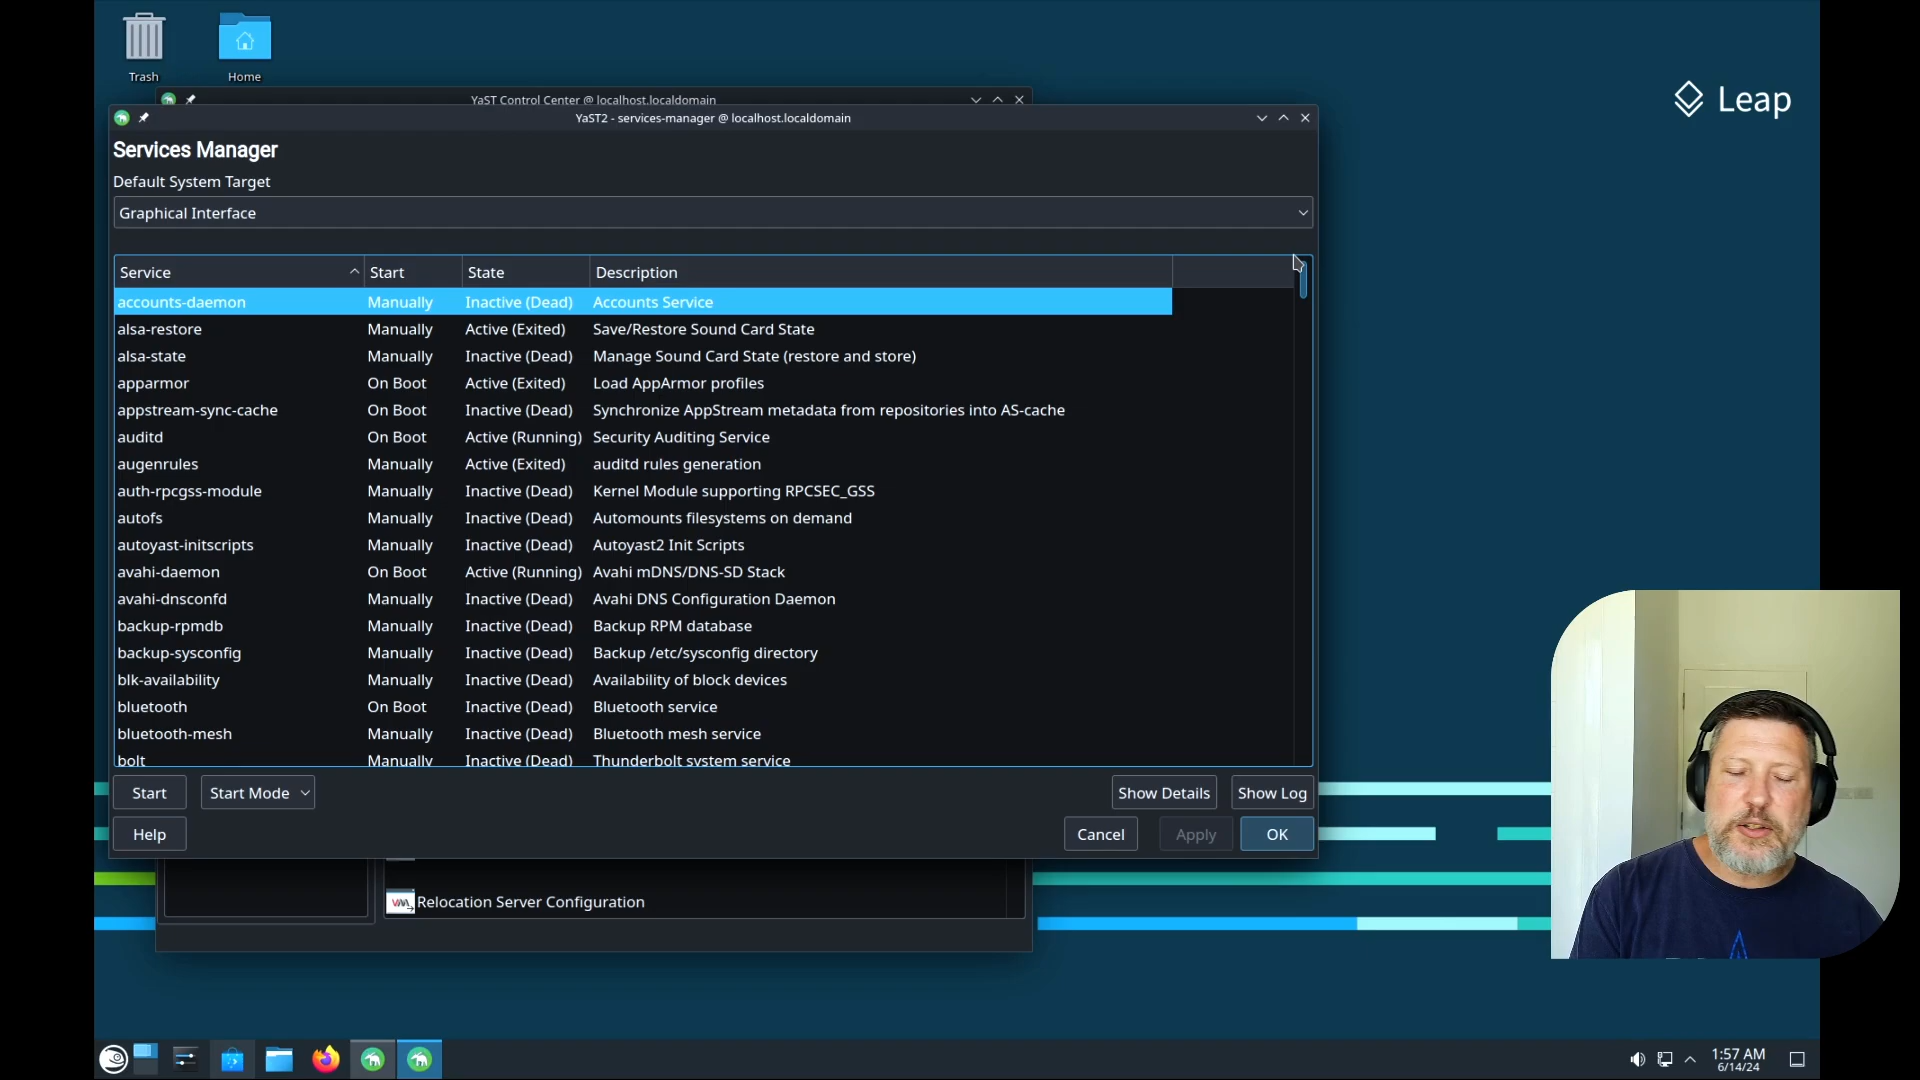 Trash
Home
Leap
YaST Control Center @ localhost.localdomain
YaST2 - services-manager @ localhost.localdomain
Services Manager
Default System Target
Graphical Interface
Service Start State Description
accounts-daemon Manually Inactive (Dead) Accounts Service
alsa-restore Manually Active (Exited) Save/Restore Sound Card State
alsa-state Manually Inactive (Dead) Manage Sound Card State (restore and store)
apparmor On Boot Active (Exited) Load AppArmor profiles
appstream-sync-cache On Boot Inactive (Dead) Synchronize AppStream metadata from repositories into AS-cache
auditd On Boot Active (Running) Security Auditing Service
augenrules Manually Active (Exited) auditd rules generation
auth-rpcgss-module Manually Inactive (Dead) Kernel Module supporting RPCSEC_GSS
autofs Manually Inactive (Dead) Automounts filesystems on demand
autoyast-initscripts Manually Inactive (Dead) Autoyast2 Init Scripts
avahi-daemon On Boot Active (Running) Avahi mDNS/DNS-SD Stack
avahi-dnsconfd Manually Inactive (Dead) Avahi DNS Configuration Daemon
backup-rpmdb Manually Inactive (Dead) Backup RPM database
backup-sysconfig Manually Inactive (Dead) Backup /etc/sysconfig directory
blk-availability Manually Inactive (Dead) Availability of block devices
bluetooth On Boot Inactive (Dead) Bluetooth service
bluetooth-mesh Manually Inactive (Dead) Bluetooth mesh service
bolt Manually Inactive (Dead) Thunderbolt system service
Start Start Mode Show Details Show Log
Help Cancel Apply OK
Relocation Server Configuration
1:57 AM
6/14/24